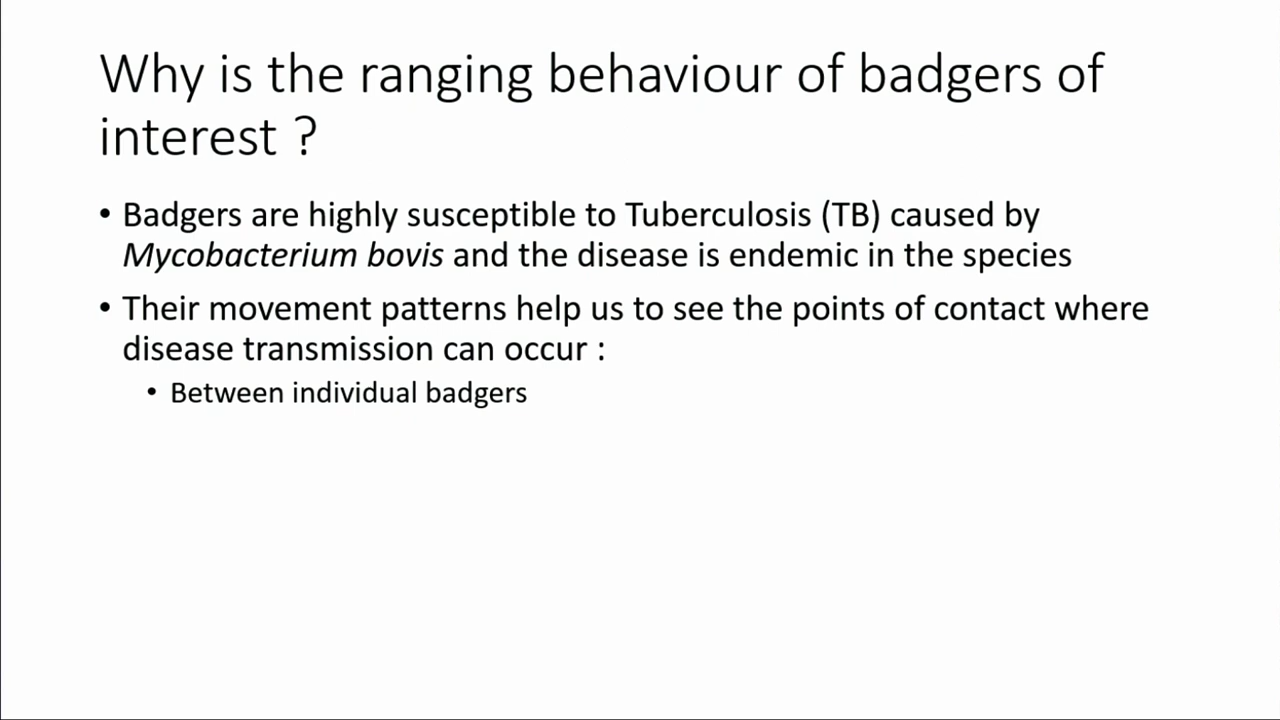 Why is the ranging behaviour of badgers of
interest ?
• Badgers are highly susceptible to Tuberculosis (TB) caused by
Mycobacterium bovis and the disease is endemic in the species
• Their movement patterns help us to see the points of contact where
disease transmission can occur :
• Between individual badgers